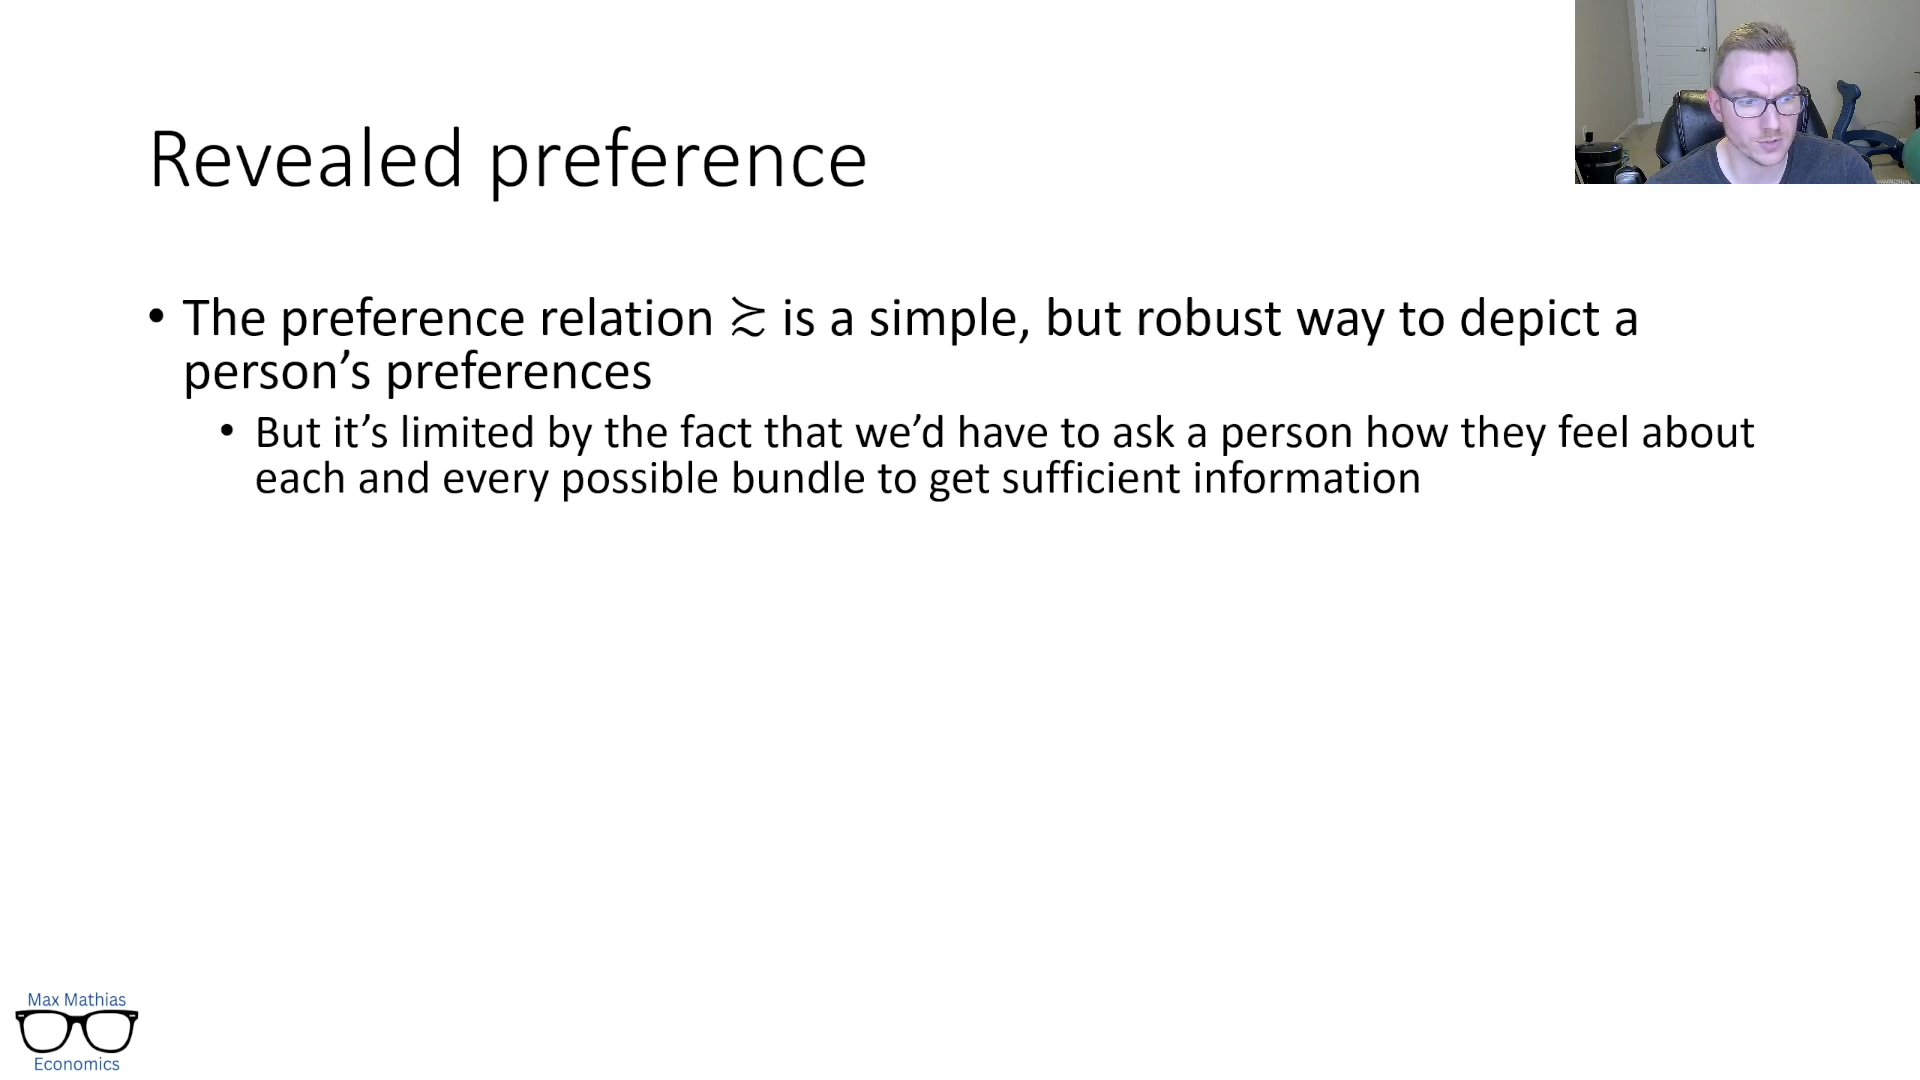 Revealed preference
• The preference relation ≿ is a simple, but robust way to depict a
person’s preferences
• But it’s limited by the fact that we’d have to ask a person how they feel about
each and every possible bundle to get sufficient information
Max Mathias
Economics